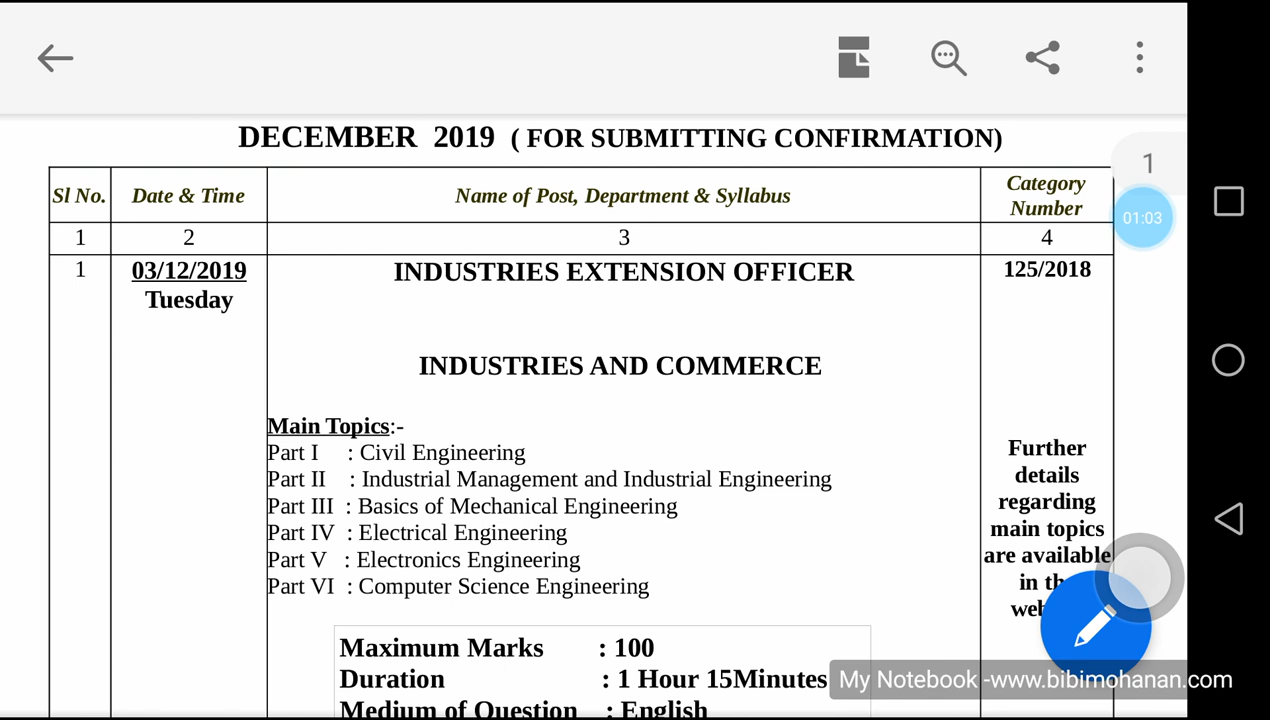 DECEMBER 2019 ( FOR SUBMITTING CONFIRMATION)
1
Sl No.
Date & Time
Name of Post, Department & Syllabus
Category
Number
01:03
1
2
3
4
1
03/12/2019
Tuesday
INDUSTRIES EXTENSION OFFICER
125/2018
INDUSTRIES AND COMMERCE
Main Topics:-
Part I : Civil Engineering
Part II : Industrial Management and Industrial Engineering
Part III : Basics of Mechanical Engineering
Part IV : Electrical Engineering
Part V : Electronics Engineering
Part VI : Computer Science Engineering
Further
details
regarding
main topics
are available
in
Maximum Marks : 100
Duration : 1 Hour 15Minutes
Medium of Question : English
My Notebook -www.bibimohanan.com